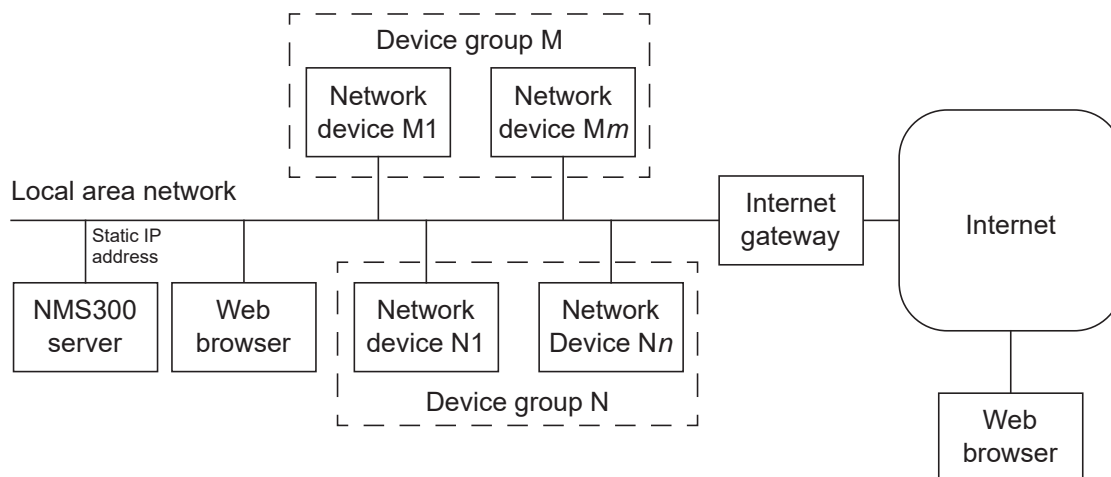 Device group M
Network
device M1
Network
device Mm
Local area network
Static IP
address
NMS300
server
Web
browser
Network
device N1
Network
Device Nn
Device group N
Internet
gateway
Internet
Web
browser